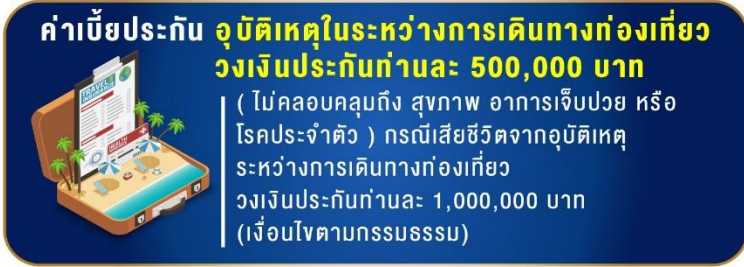 ค่าเบี้ยประกัน อุบัติเหตุในระหว่างการเดินทางท่องเที่ยว
วงเงินประกันท่านละ 500,000 บาท
( ไม่คลอบคลุมถึง สุขภาพ อาการเจ็บปวย หรือ
โรคประจำตัว ) กรณีเสียชีวิตจากอุบัติเหตุ
ระหว่างการเดินทางท่องเที่ยว
วงเงินประกันท่านละ 1,000,000 บาท
(เงื่อนไขตามกรรมธรรม)
TRAVEL
INSURANCE
HEALTH